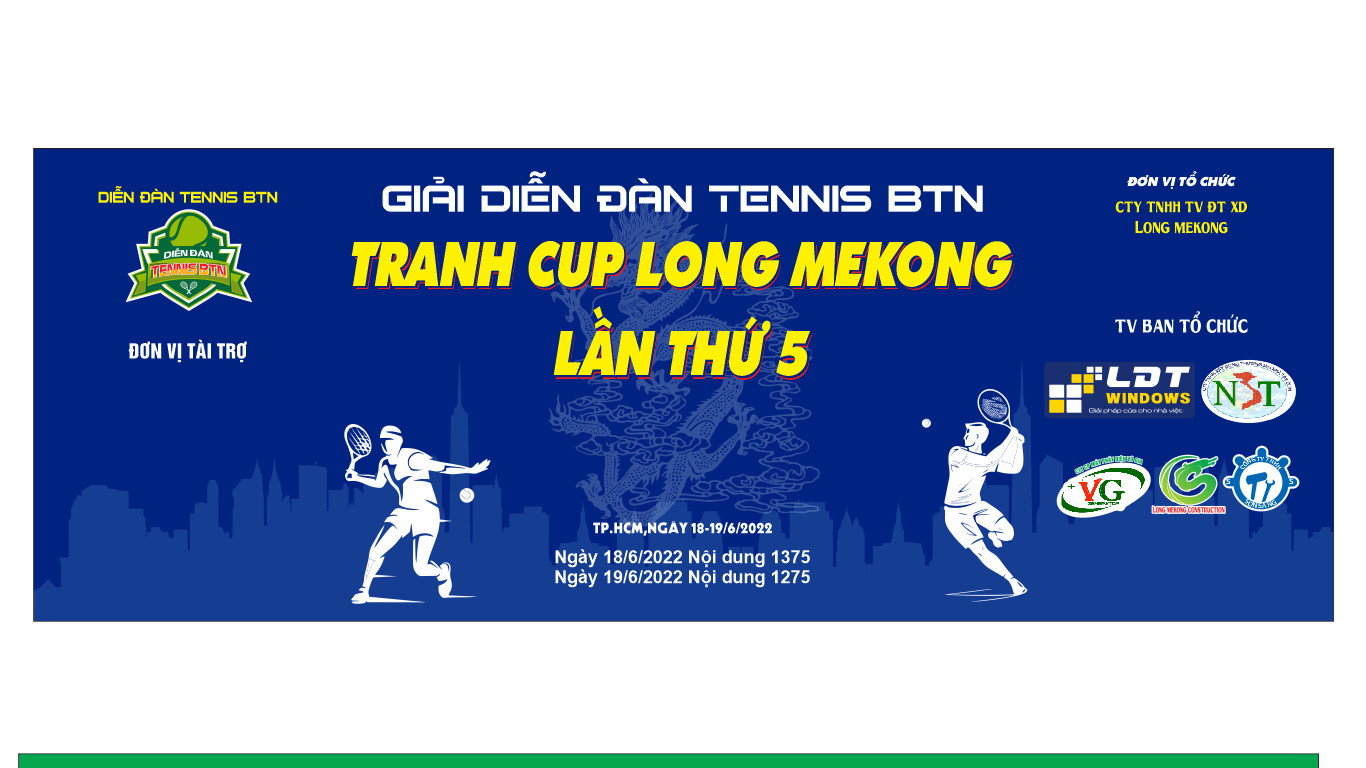 DIỄN ĐÀN TENNIS BTN
DIỄN ĐÀN
TENNIS BTN
ĐƠN VỊ TÀI TRỢ
GIẢI DIỄN ĐÀN TENNIS BTN
TRANH CUP LONG MEKONG
LẦN THỨ 5
TP.HCM,NGÀY 18-19/6/2022
Ngày 18/6/2022 Nội dung 1375
Ngày 19/6/2022 Nội dung 1275
ĐƠN VỊ TỔ CHỨC
CTY TNHH TV ĐT XD
LONG MEKONG
TV BAN TỔ CHỨC
LDT
WINDOWS
Giải pháp cửa cho nhà việt
NST
VG
GENERATOR
LONG MEKONG CONSTRUCTION